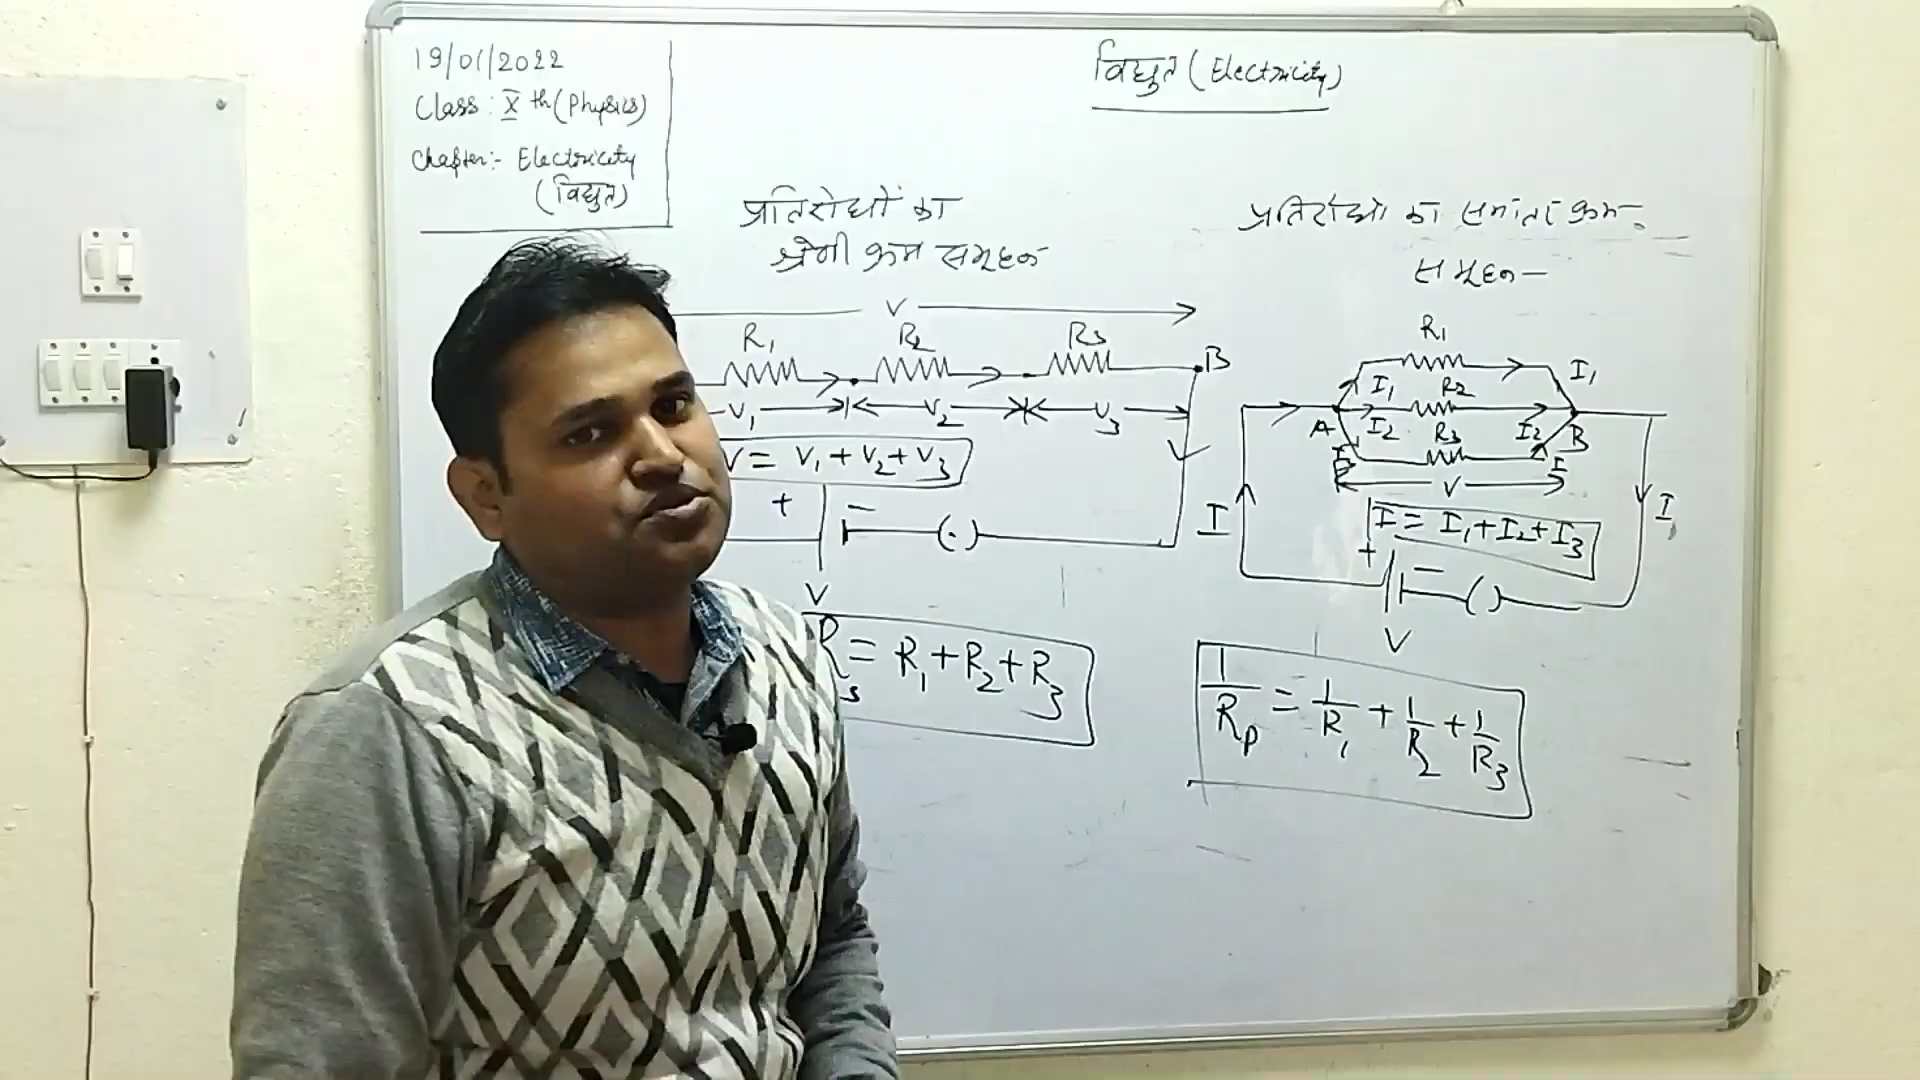 19/01/2022
Class : Xth (Physics)
Chapter:- Electricity
(विद्युत)
विद्युत (Electricity)
प्रतिरोधों का
श्रेणी क्रम समूहन
V
R1 R2 R3 B
V1 V2 V3
V = V1 + V2 + V3
+ −
( . )
V
Rs = R1 + R2 + R3
प्रतिरोधो का समांतर क्रम
समूहन −
R1
I1 R2 I1
A I2 R3 I2 B
V
I I
I = I1 + I2 + I3
+ − ( )
V
1/Rp = 1/R1 + 1/R2 + 1/R3